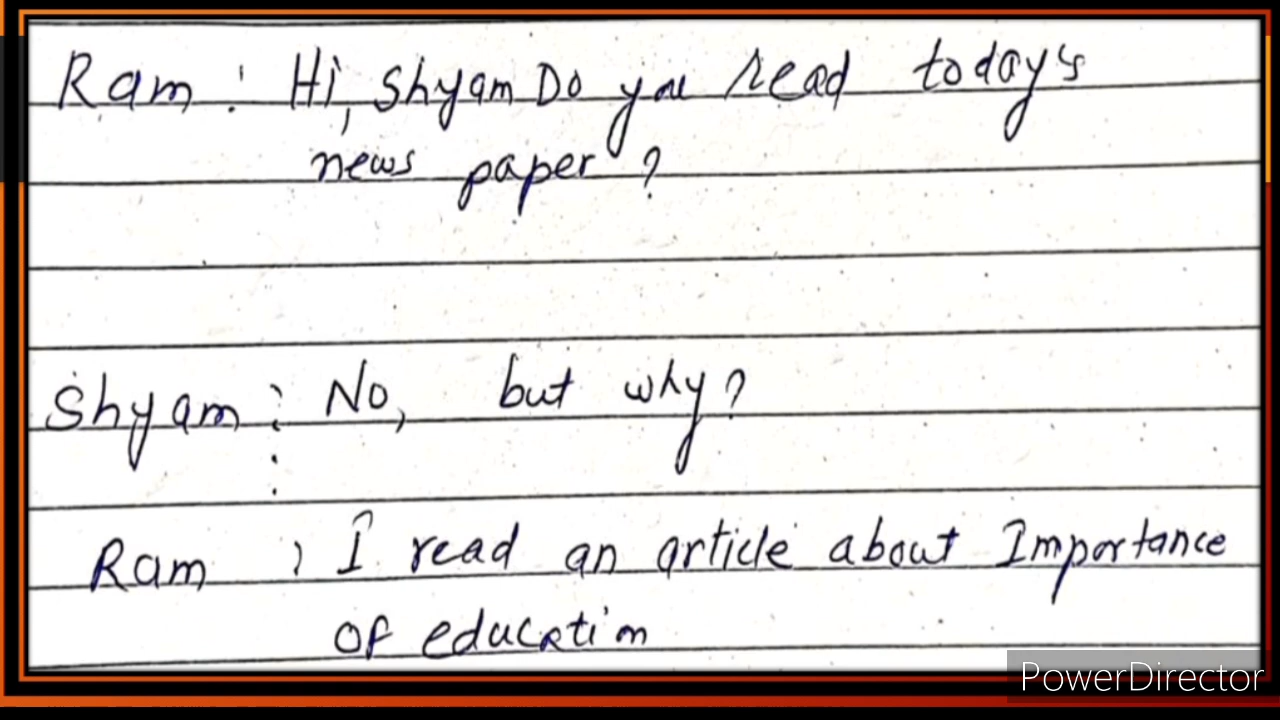 Ram : Hi, Shyam Do you read today's
news paper ?
Shyam : No, but why?
Ram : I read an article about Importance
of education
PowerDirector